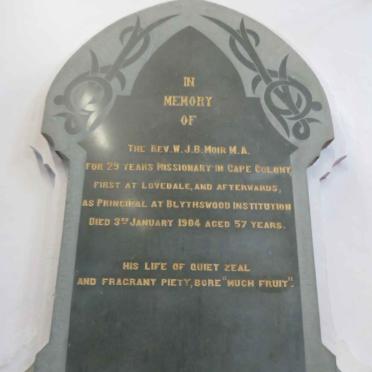 IN
MEMORY
OF
THE REV. W. J. B. MOIR M.A.
FOR 29 YEARS MISSIONARY IN CAPE COLONY,
FIRST AT LOVEDALE, AND AFTERWARDS,
AS PRINCIPAL AT BLYTHSWOOD INSTITUTION
DIED 3RD JANUARY 1904 AGED 57 YEARS.
HIS LIFE OF QUIET ZEAL
AND FRAGRANT PIETY, BORE "MUCH FRUIT".